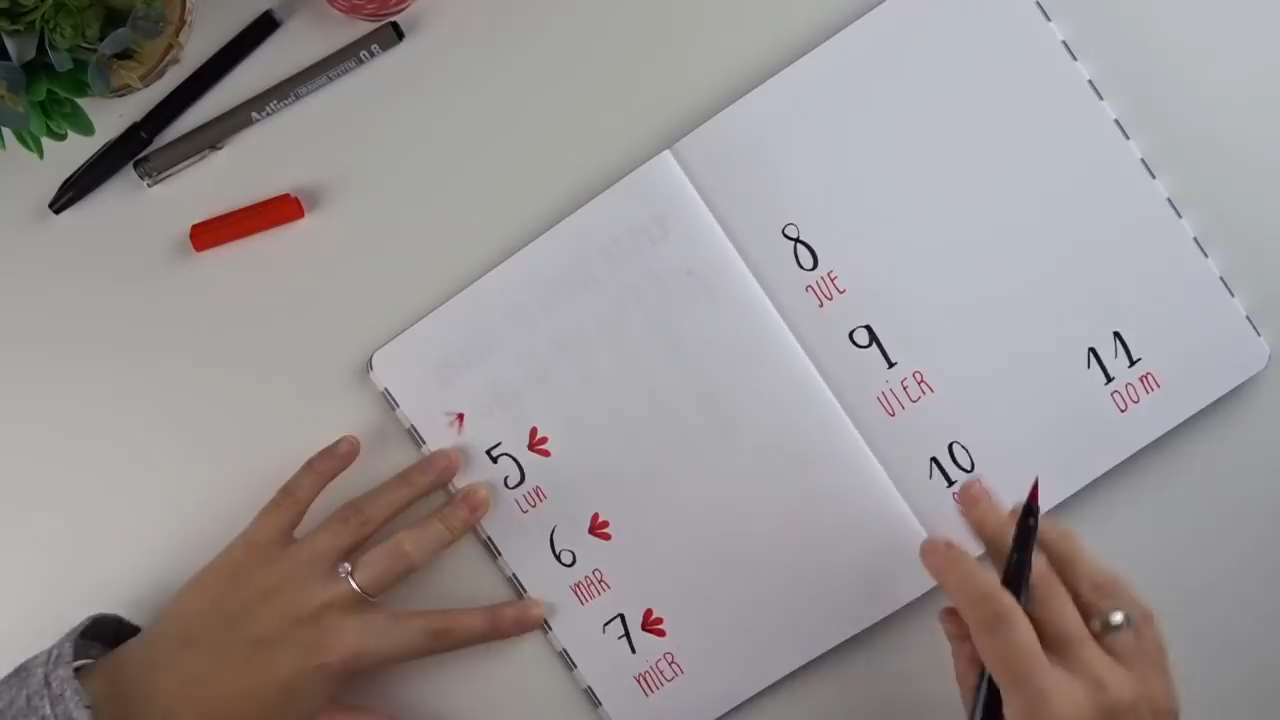 Artline DRAWING SYSTEM 0.8
5
LUN
6
MAR
7
MIER
8
JUE
9
VIER
10
11
DOM